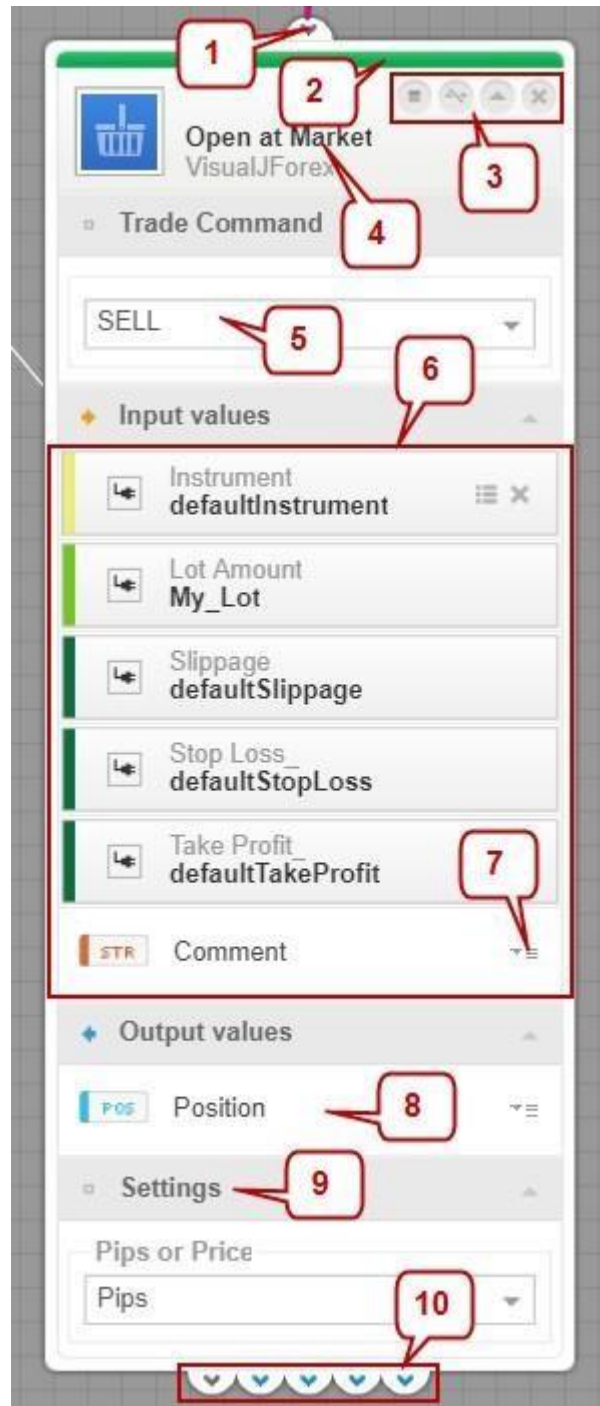 1
2
3
Open at Market
VisualJForex
4
Trade Command
SELL
5
6
Input values
Instrument
defaultInstrument
Lot Amount
My_Lot
Slippage
defaultSlippage
Stop Loss_
defaultStopLoss
Take Profit_
defaultTakeProfit
7
STR Comment
Output values
POS Position
8
Settings
9
Pips or Price
Pips
10